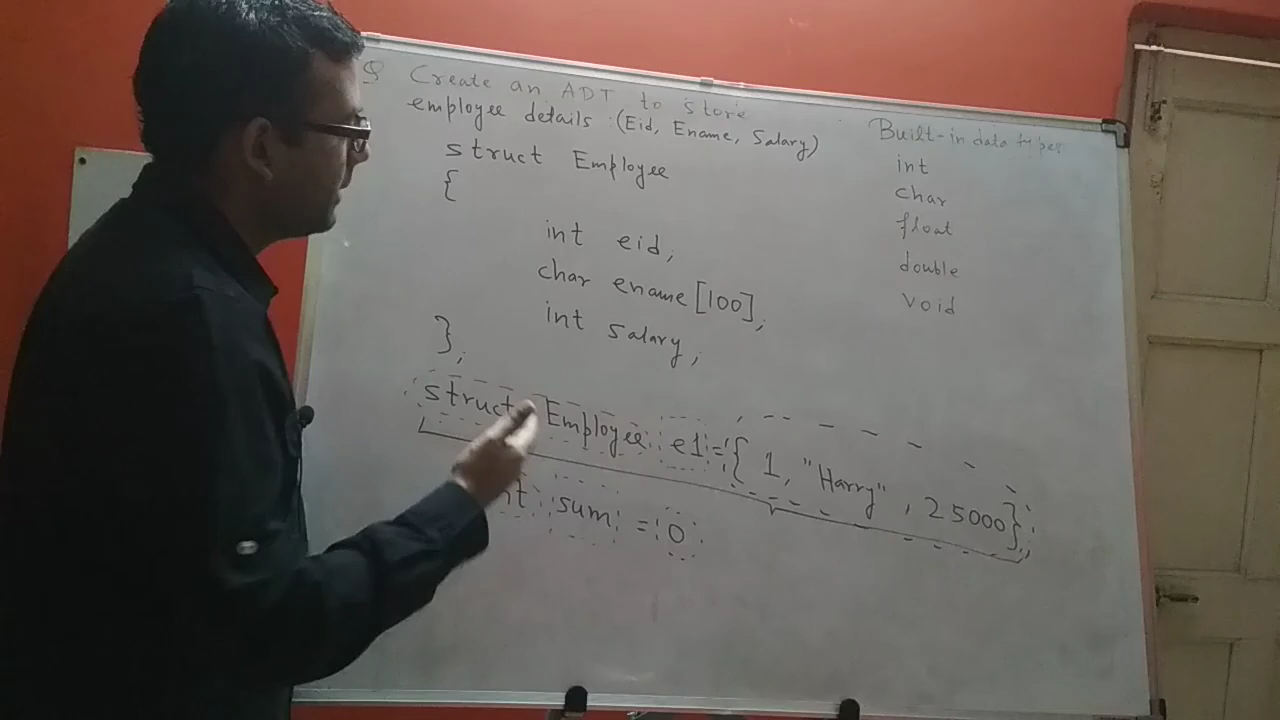 Q Create an ADT to store
employee details : (Eid, Ename, Salary)
struct Employee
{
int eid;
char ename[100];
int salary;
};
struct Employee e1 = { 1, "Harry", 25000};
sum = 0
Built-in data types
int
char
float
double
void